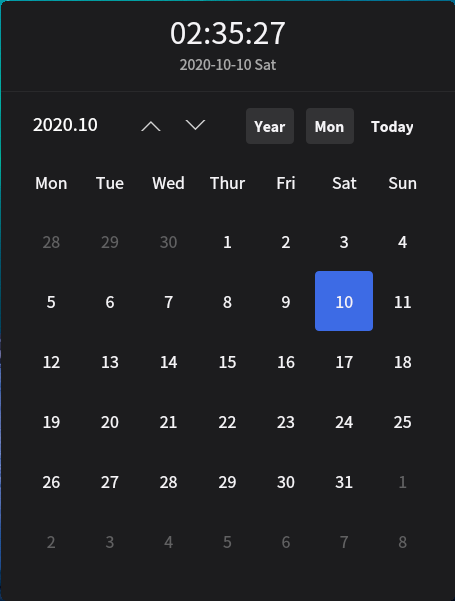 02:35:27
2020-10-10 Sat
2020.10 Year Mon Today
Mon Tue Wed Thur Fri Sat Sun
28 29 30 1 2 3 4
5 6 7 8 9 10 11
12 13 14 15 16 17 18
19 20 21 22 23 24 25
26 27 28 29 30 31 1
2 3 4 5 6 7 8